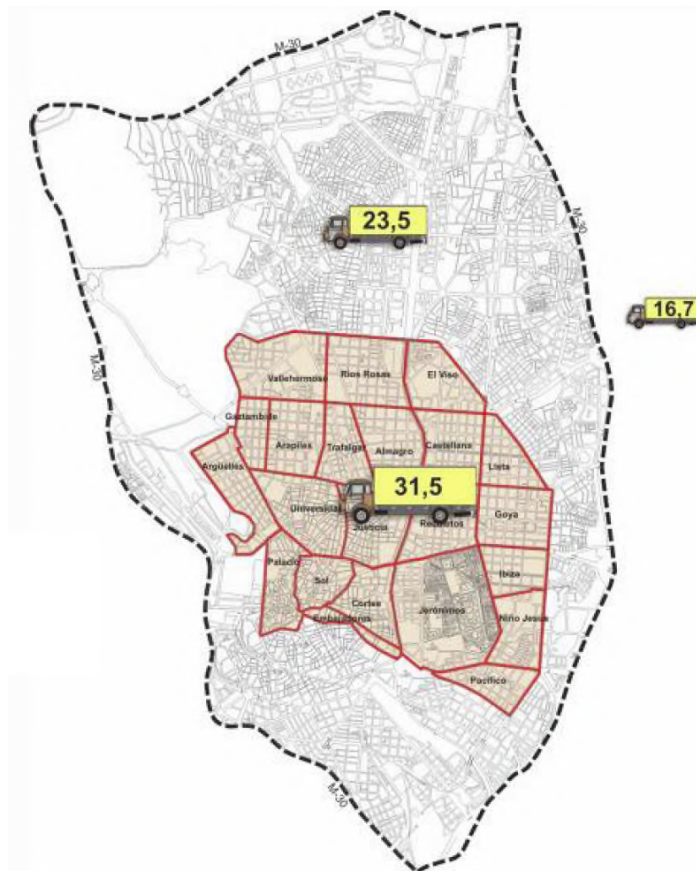 M-30
M-30
23,5
16,7
M-30
Vallehermoso
Ríos Rosas
El Viso
Gaztambide
Arapiles
Trafalgar
Almagro
Castellana
Argüelles
Lista
31,5
Universidad
Justicia
Recoletos
Goya
Palacio
Sol
Ibiza
Cortes
Embajadores
Jerónimos
Niño Jesús
Pacífico
M-30